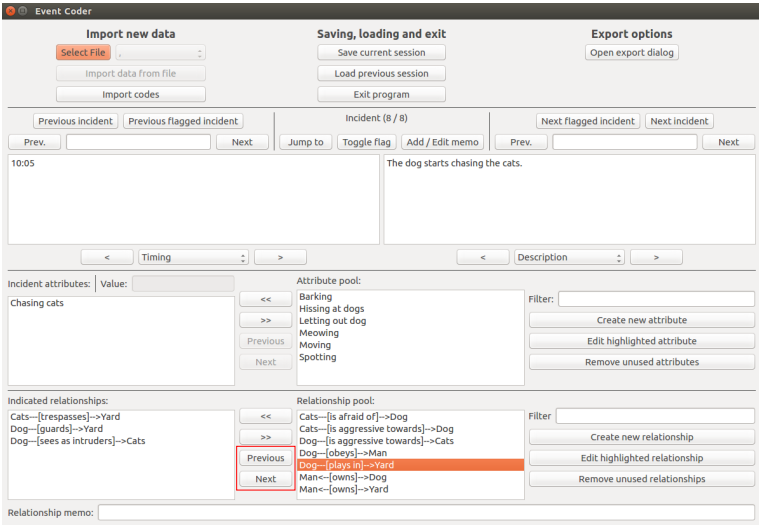 Event Coder
Import new data
Saving, loading and exit
Export options
Select File ,
Save current session
Open export dialog
Import data from file
Load previous session
Import codes
Exit program
Previous incident Previous flagged incident
Incident (8 / 8)
Next flagged incident Next incident
Prev. Next
Jump to Toggle flag Add / Edit memo
Prev. Next
10:05
The dog starts chasing the cats.
< Timing >
< Description >
Incident attributes: Value:
Chasing cats
<<
>>
Previous
Next
Attribute pool:
Barking
Hissing at dogs
Letting out dog
Meowing
Moving
Spotting
Filter:
Create new attribute
Edit highlighted attribute
Remove unused attributes
Indicated relationships:
Cats---[trespasses]-->Yard
Dog---[guards]-->Yard
Dog---[sees as intruders]-->Cats
<<
>>
Previous
Next
Relationship pool:
Cats---[is afraid of]-->Dog
Cats---[is aggressive towards]-->Dog
Dog---[is aggressive towards]-->Cats
Dog---[obeys]-->Man
Dog---[plays in]-->Yard
Man<--[owns]-->Dog
Man<--[owns]-->Yard
Filter
Create new relationship
Edit highlighted relationship
Remove unused relationships
Relationship memo: